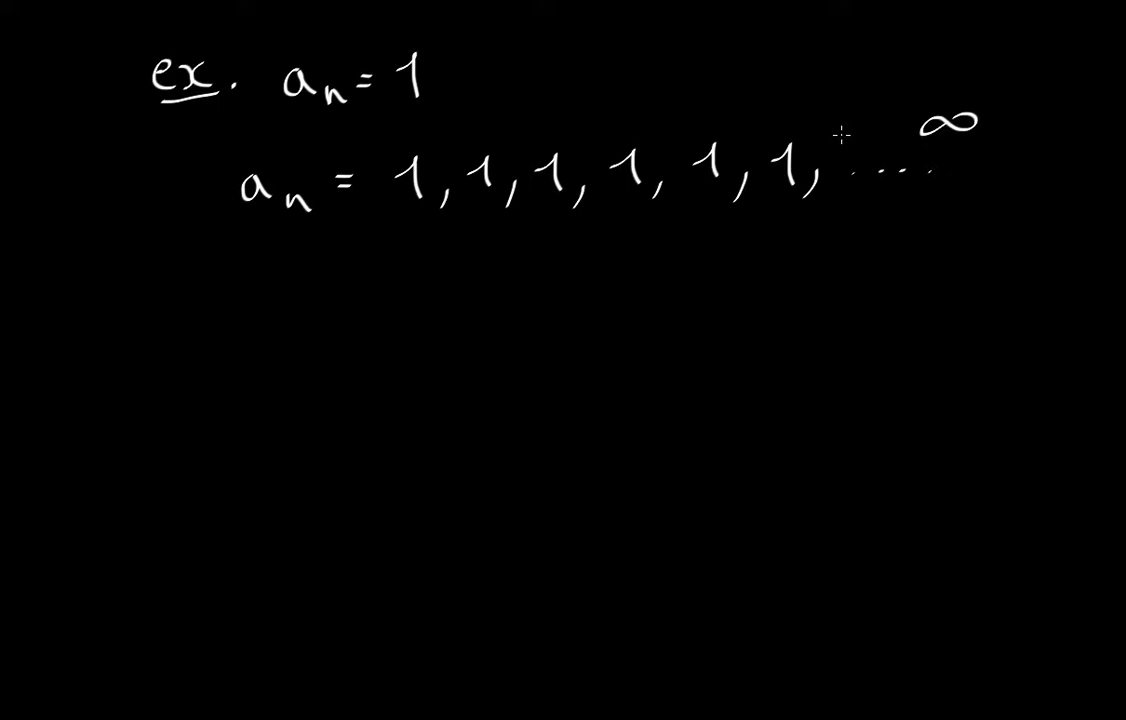 ex. aₙ = 1
aₙ = 1, 1, 1, 1, 1, 1, .... ∞